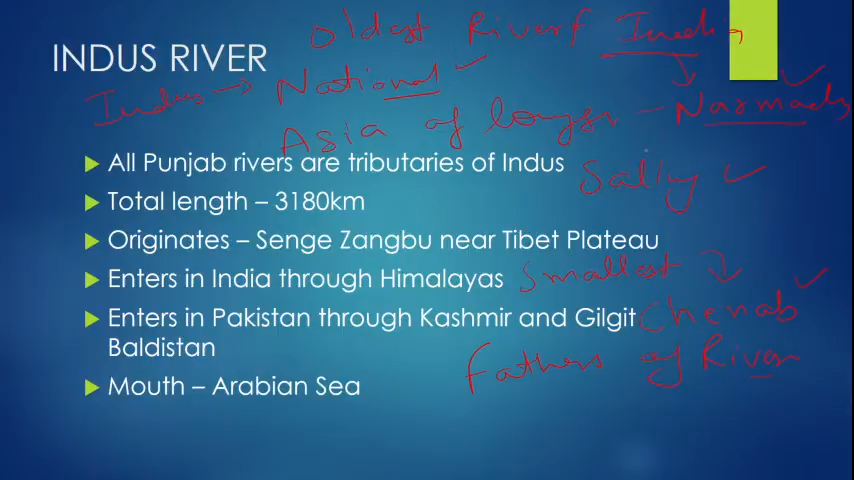 Oldest River of India,
INDUS RIVER
Indus → National
Asia of longer - Narmada
All Punjab rivers are tributaries of Indus
Sally
Total length – 3180km
Originates – Senge Zangbu near Tibet Plateau
Enters in India through Himalayas
Smallest
Enters in Pakistan through Kashmir and Gilgit
Baldistan
Chenab
Fathers of River
Mouth – Arabian Sea